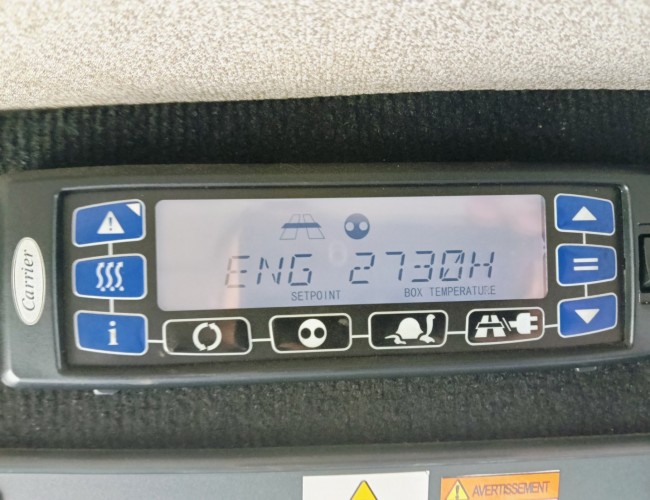 Carrier
ENG 2730H
SETPOINT BOX TEMPERATURE
i
AVERTISSEMENT